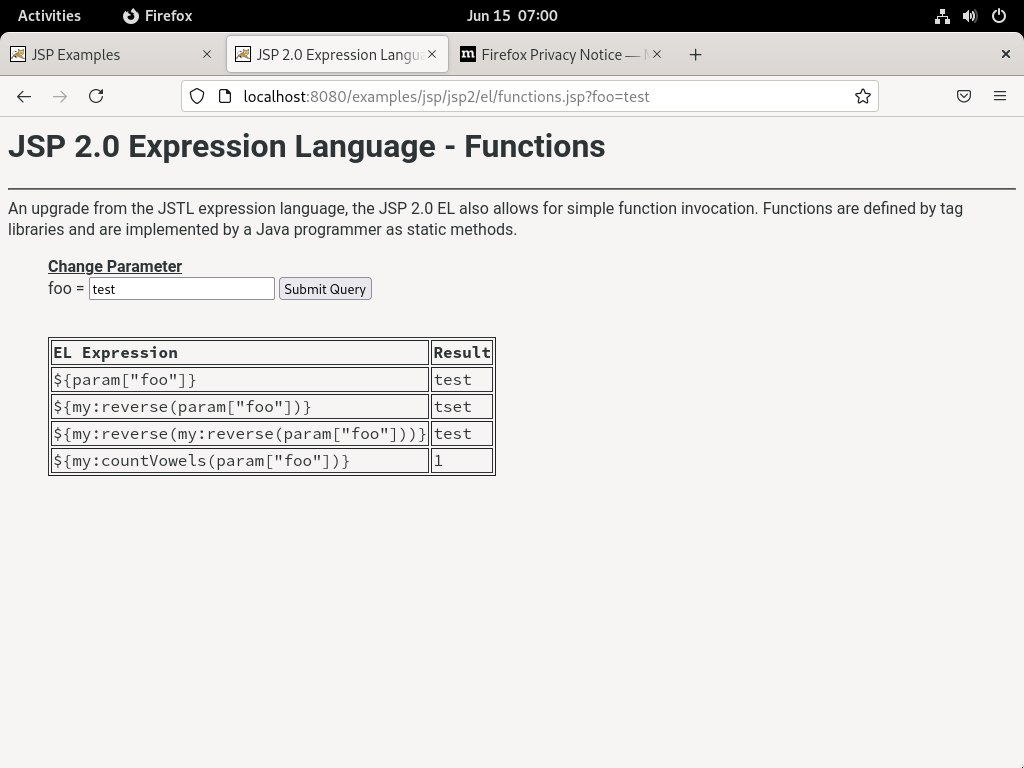 Activities Firefox Jun 15 07:00
JSP Examples JSP 2.0 Expression Langua Firefox Privacy Notice —
localhost:8080/examples/jsp/jsp2/el/functions.jsp?foo=test
JSP 2.0 Expression Language - Functions
An upgrade from the JSTL expression language, the JSP 2.0 EL also allows for simple function invocation. Functions are defined by tag
libraries and are implemented by a Java programmer as static methods.
Change Parameter
foo = test Submit Query
EL Expression Result
${param["foo"]} test
${my:reverse(param["foo"])} tset
${my:reverse(my:reverse(param["foo"]))} test
${my:countVowels(param["foo"])} 1